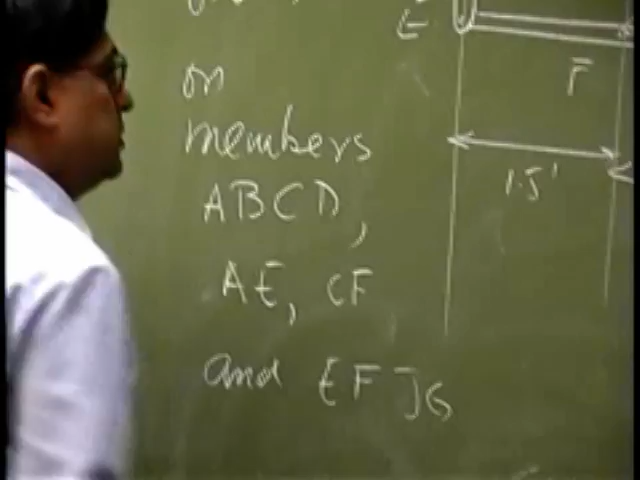 E
on
members
F
ABCD,
1.5'
AE, CF
and EFJG